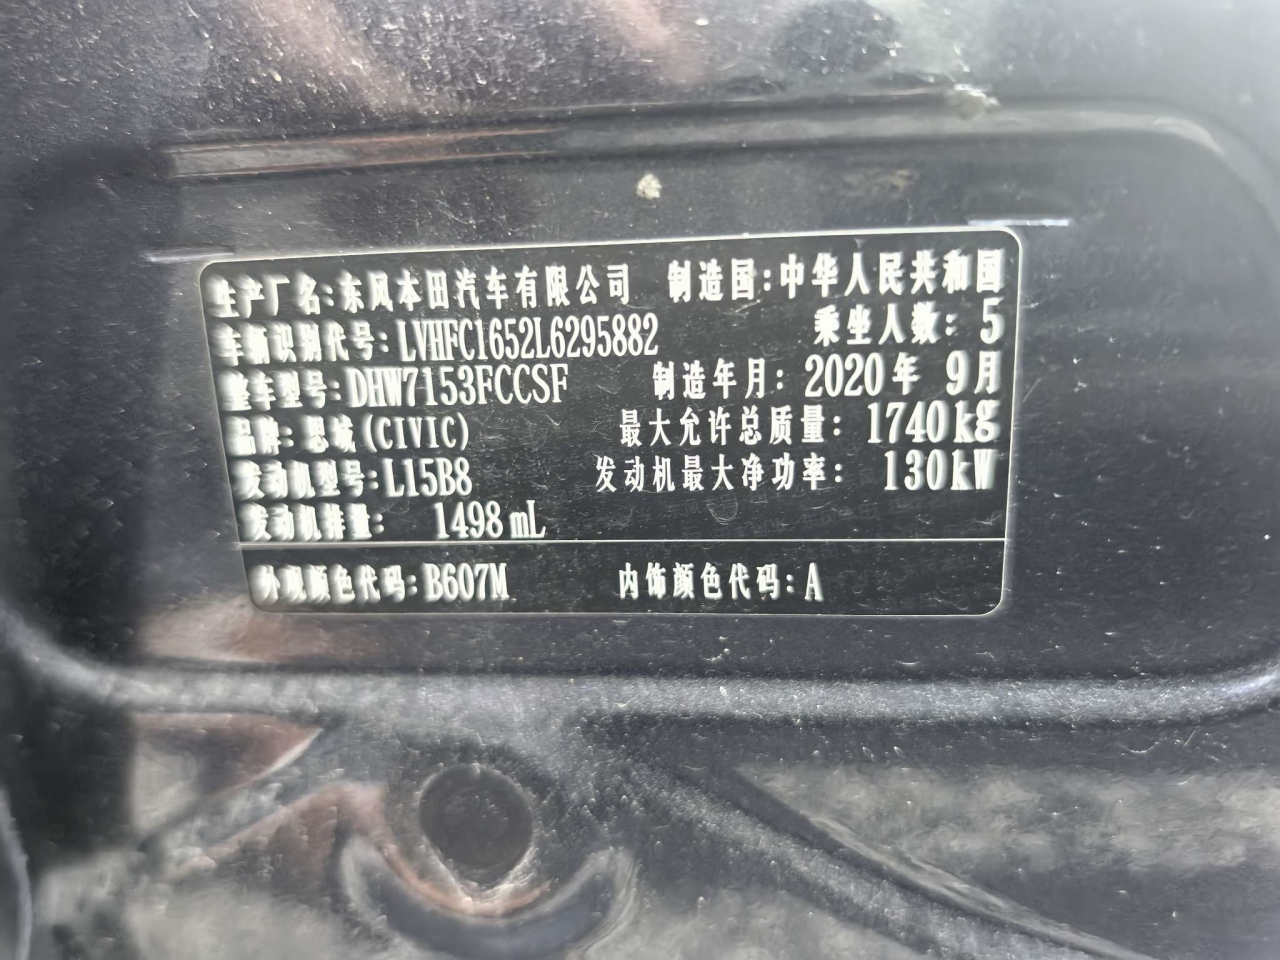 生产厂名:东风本田汽车有限公司 制造国:中华人民共和国
车辆识别代号:LVHFC1652L6295882 乘坐人数:5
整车型号:DHW7153FCCSF 制造年月:2020年 9月
品牌:思域(CIVIC) 最大允许总质量:1740kg
发动机型号:L15B8 发动机最大净功率:130kW
发动机排量: 1498mL
外观颜色代码:B607M 内饰颜色代码:A